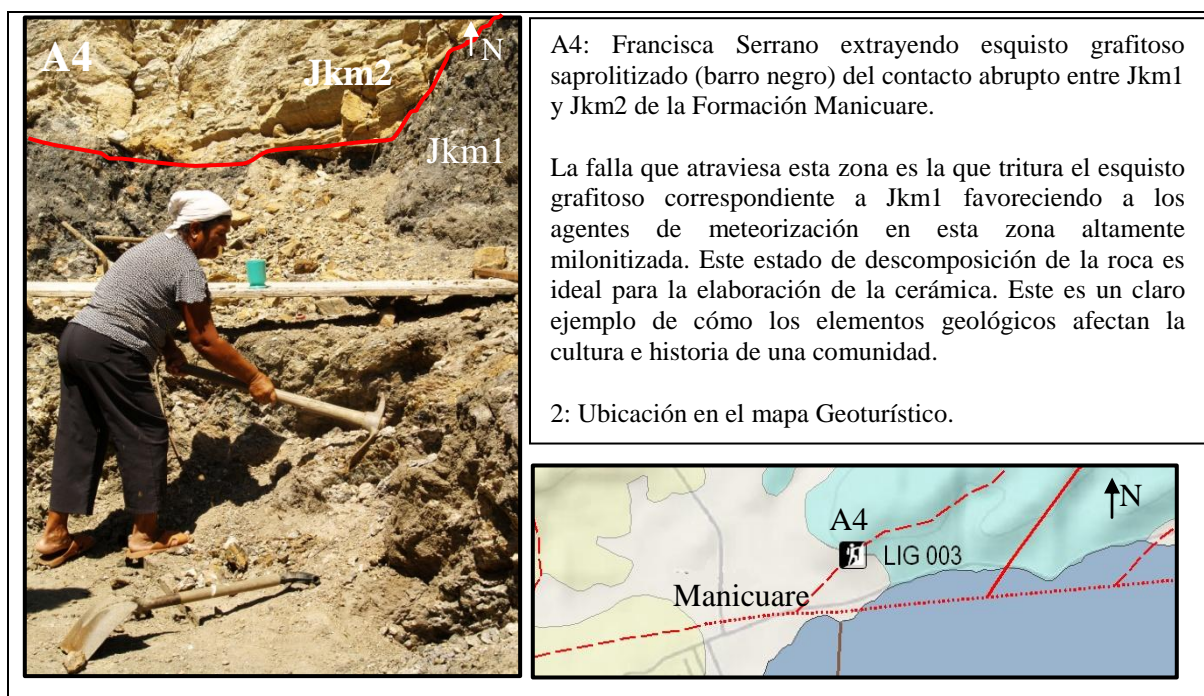 A4
N
Jkm2
Jkm1
A4: Francisca Serrano extrayendo esquisto grafitoso
saprolitizado (barro negro) del contacto abrupto entre Jkm1
y Jkm2 de la Formación Manicuare.
La falla que atraviesa esta zona es la que tritura el esquisto
grafitoso correspondiente a Jkm1 favoreciendo a los
agentes de meteorización en esta zona altamente
milonitizada. Este estado de descomposición de la roca es
ideal para la elaboración de la cerámica. Este es un claro
ejemplo de cómo los elementos geológicos afectan la
cultura e historia de una comunidad.
2: Ubicación en el mapa Geoturístico.
N
A4
LIG 003
Manicuare